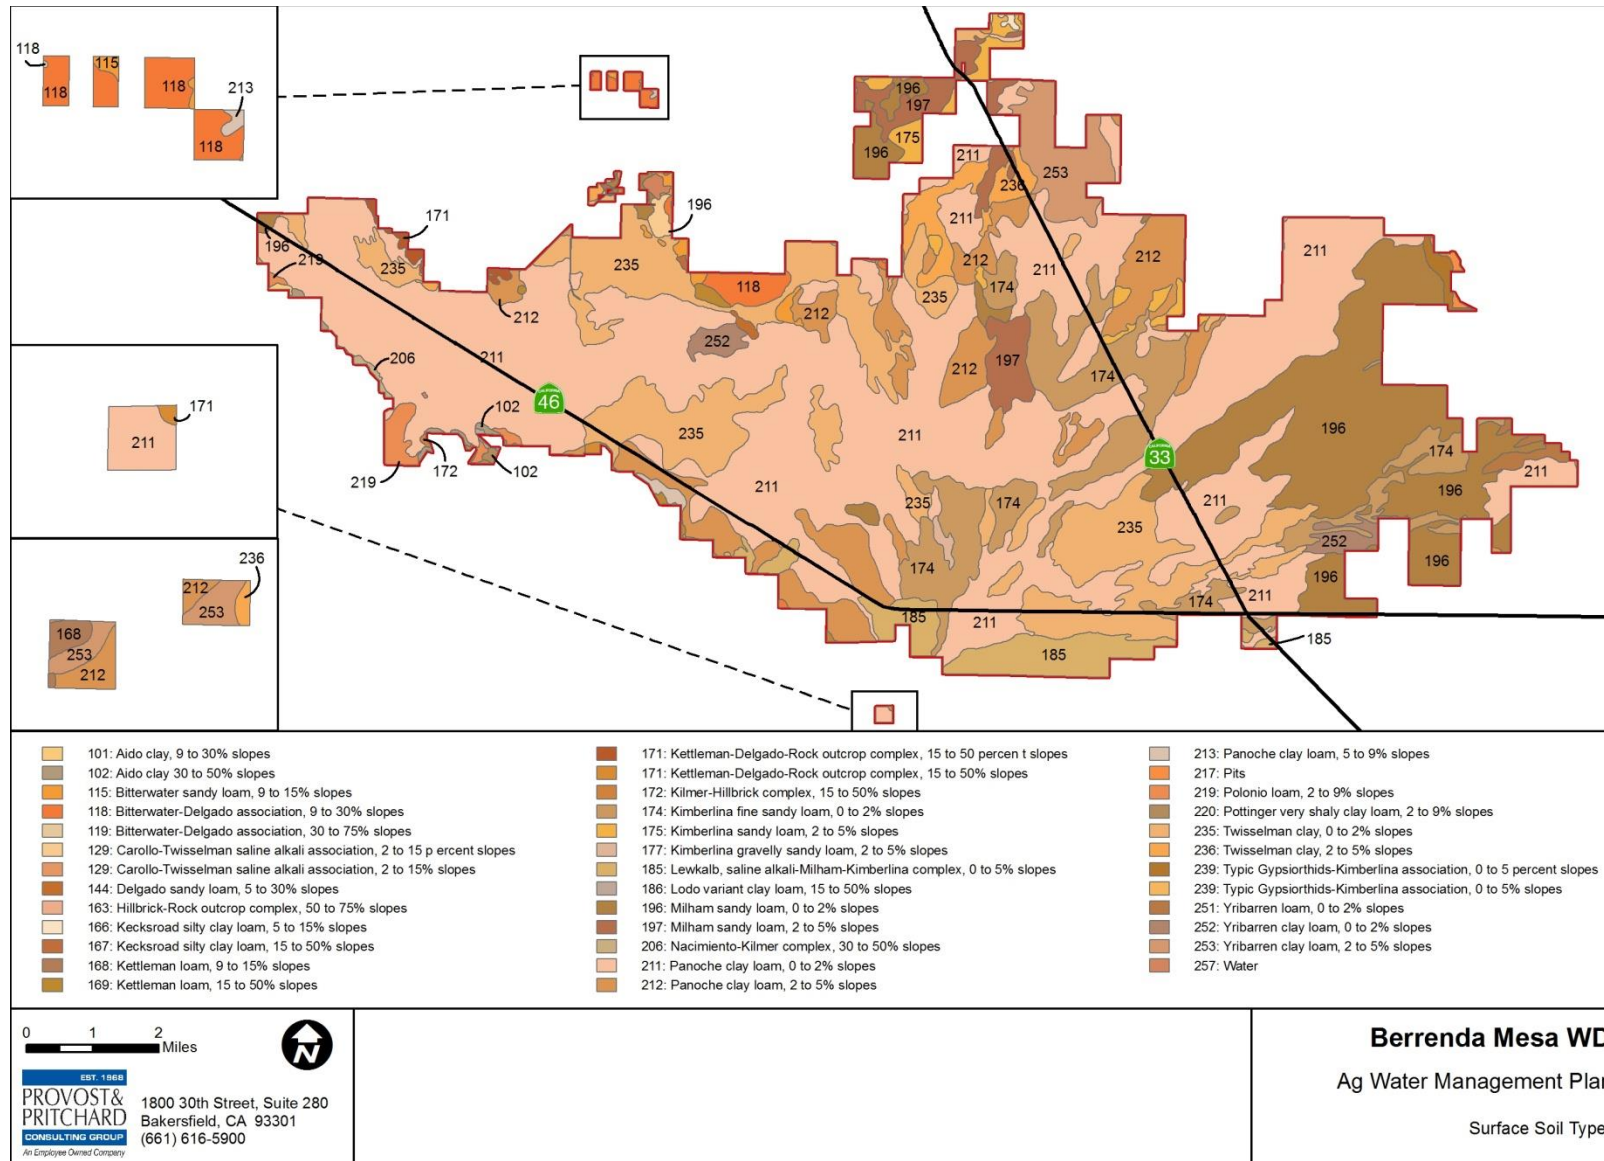 118
118
115
118
213
118
196
197
175
196
211
236
253
171
196
196
219
235
235
211
211
212
174
211
212
211
118
212
235
212
252
206
211
212
197
174
46
171
211
102
235
211
196
33
174
211
172
219
102
211
235
174
211
196
235
252
212
236
253
174
196
196
168
253
212
185
211
174
211
185
185
101: Aido clay, 9 to 30% slopes
102: Aido clay 30 to 50% slopes
115: Bitterwater sandy loam, 9 to 15% slopes
118: Bitterwater-Delgado association, 9 to 30% slopes
119: Bitterwater-Delgado association, 30 to 75% slopes
129: Carollo-Twisselman saline alkali association, 2 to 15 p ercent slopes
129: Carollo-Twisselman saline alkali association, 2 to 15% slopes
144: Delgado sandy loam, 5 to 30% slopes
163: Hillbrick-Rock outcrop complex, 50 to 75% slopes
166: Kecksroad silty clay loam, 5 to 15% slopes
167: Kecksroad silty clay loam, 15 to 50% slopes
168: Kettleman loam, 9 to 15% slopes
169: Kettleman loam, 15 to 50% slopes
171: Kettleman-Delgado-Rock outcrop complex, 15 to 50 percen t slopes
171: Kettleman-Delgado-Rock outcrop complex, 15 to 50% slopes
172: Kilmer-Hillbrick complex, 15 to 50% slopes
174: Kimberlina fine sandy loam, 0 to 2% slopes
175: Kimberlina sandy loam, 2 to 5% slopes
177: Kimberlina gravelly sandy loam, 2 to 5% slopes
185: Lewkalb, saline alkali-Milham-Kimberlina complex, 0 to 5% slopes
186: Lodo variant clay loam, 15 to 50% slopes
196: Milham sandy loam, 0 to 2% slopes
197: Milham sandy loam, 2 to 5% slopes
206: Nacimiento-Kilmer complex, 30 to 50% slopes
211: Panoche clay loam, 0 to 2% slopes
212: Panoche clay loam, 2 to 5% slopes
213: Panoche clay loam, 5 to 9% slopes
217: Pits
219: Polonio loam, 2 to 9% slopes
220: Pottinger very shaly clay loam, 2 to 9% slopes
235: Twisselman clay, 0 to 2% slopes
236: Twisselman clay, 2 to 5% slopes
239: Typic Gypsiorthids-Kimberlina association, 0 to 5 percent slopes
239: Typic Gypsiorthids-Kimberlina association, 0 to 5% slopes
251: Yribarren loam, 0 to 2% slopes
252: Yribarren clay loam, 0 to 2% slopes
253: Yribarren clay loam, 2 to 5% slopes
257: Water
0 1 2
Miles
N
EST. 1968
PROVOST&
PRITCHARD
CONSULTING GROUP
An Employee Owned Company
1800 30th Street, Suite 280
Bakersfield, CA 93301
(661) 616-5900
Berrenda Mesa WD
Ag Water Management Plan
Surface Soil Type